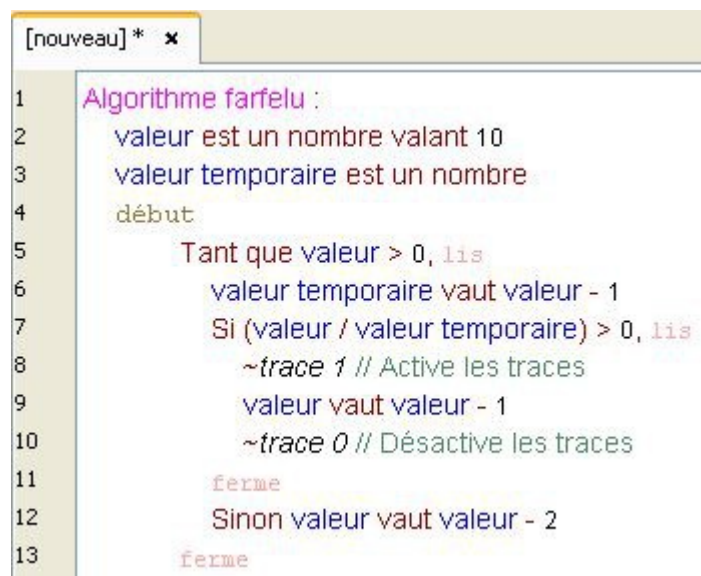 [nouveau] * ×
1 Algorithme farfelu :
2 valeur est un nombre valant 10
3 valeur temporaire est un nombre
4 début
5 Tant que valeur > 0, lis
6 valeur temporaire vaut valeur - 1
7 Si (valeur / valeur temporaire) > 0, lis
8 ~trace 1 // Active les traces
9 valeur vaut valeur - 1
10 ~trace 0 // Désactive les traces
11 ferme
12 Sinon valeur vaut valeur - 2
13 ferme